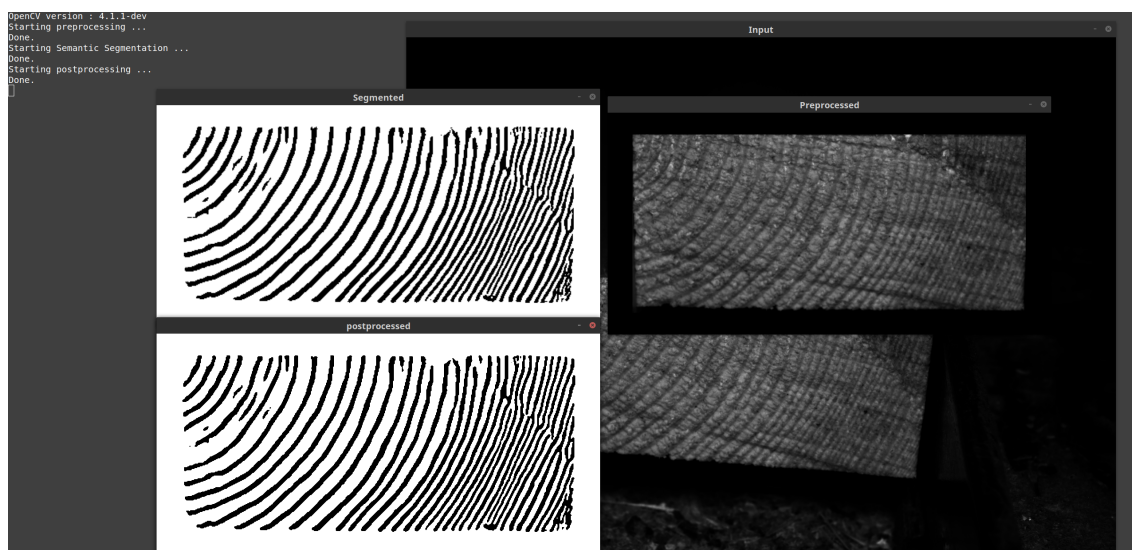 OpenCV version : 4.1.1-dev
Starting preprocessing ...
Done.
Starting Semantic Segmentation ...
Done.
Starting postprocessing ...
Done.
Input
Segmented
Preprocessed
postprocessed